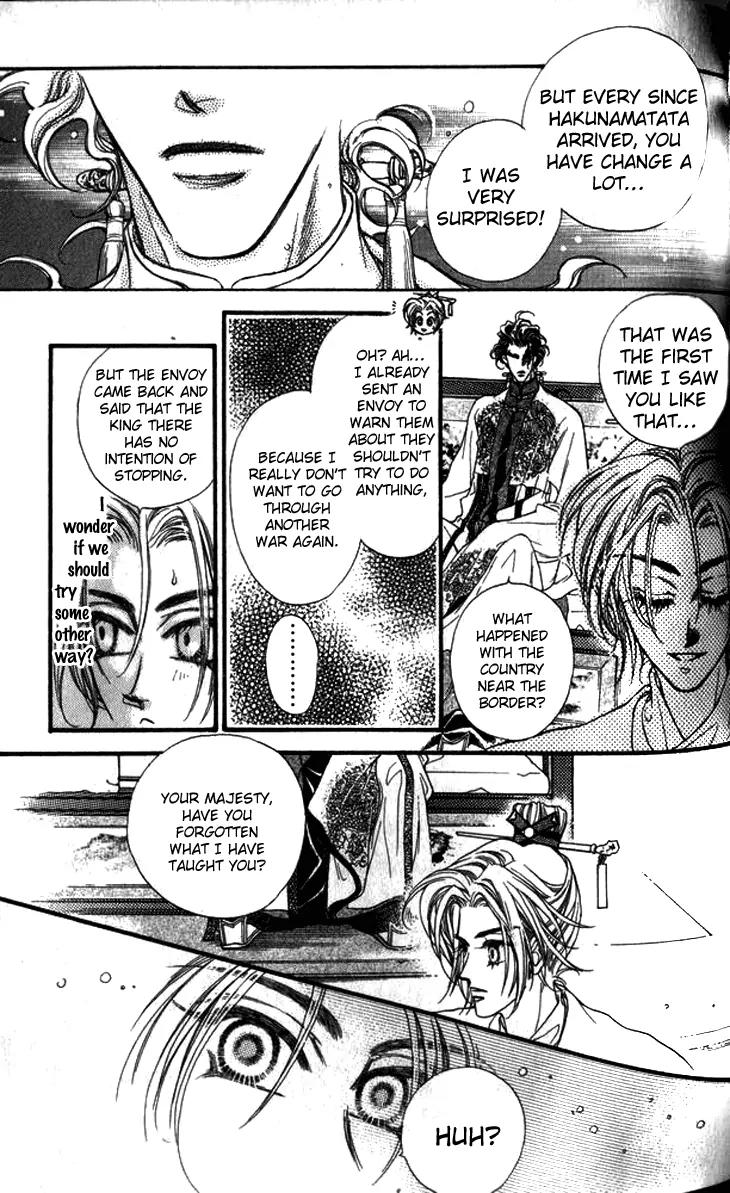 BUT EVERY SINCE
HAKUNAMATATA
ARRIVED, YOU
HAVE CHANGE A
LOT...
I WAS
VERY
SURPRISED!
THAT WAS
THE FIRST
TIME I SAW
YOU LIKE
THAT...
WHAT
HAPPENED
WITH THE
COUNTRY
NEAR THE
BORDER?
OH? AH...
I ALREADY
SENT AN
ENVOY TO
WARN THEM
ABOUT THEY
SHOULDN'T
TRY TO DO
ANYTHING,
BECAUSE I
REALLY DON'T
WANT TO GO
THROUGH
ANOTHER
WAR AGAIN.
........
BUT THE ENVOY
CAME BACK AND
SAID THAT THE
KING THERE
HAS NO
INTENTION OF
STOPPING.
I
wonder
if we
should
try
some
other
way?
YOUR MAJESTY,
HAVE YOU
FORGOTTEN
WHAT I HAVE
TAUGHT YOU?
HUH?